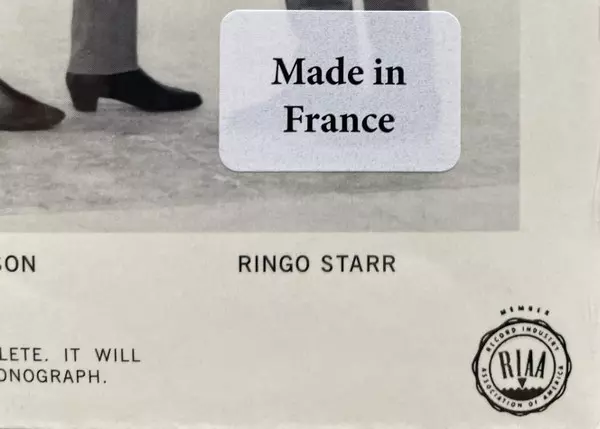 Made in
France
SON
RINGO STARR
LETE. IT WILL
ONOGRAPH.
MEMBER
RECORD INDUSTRY
RIAA
ASSOCIATION OF AMERICA